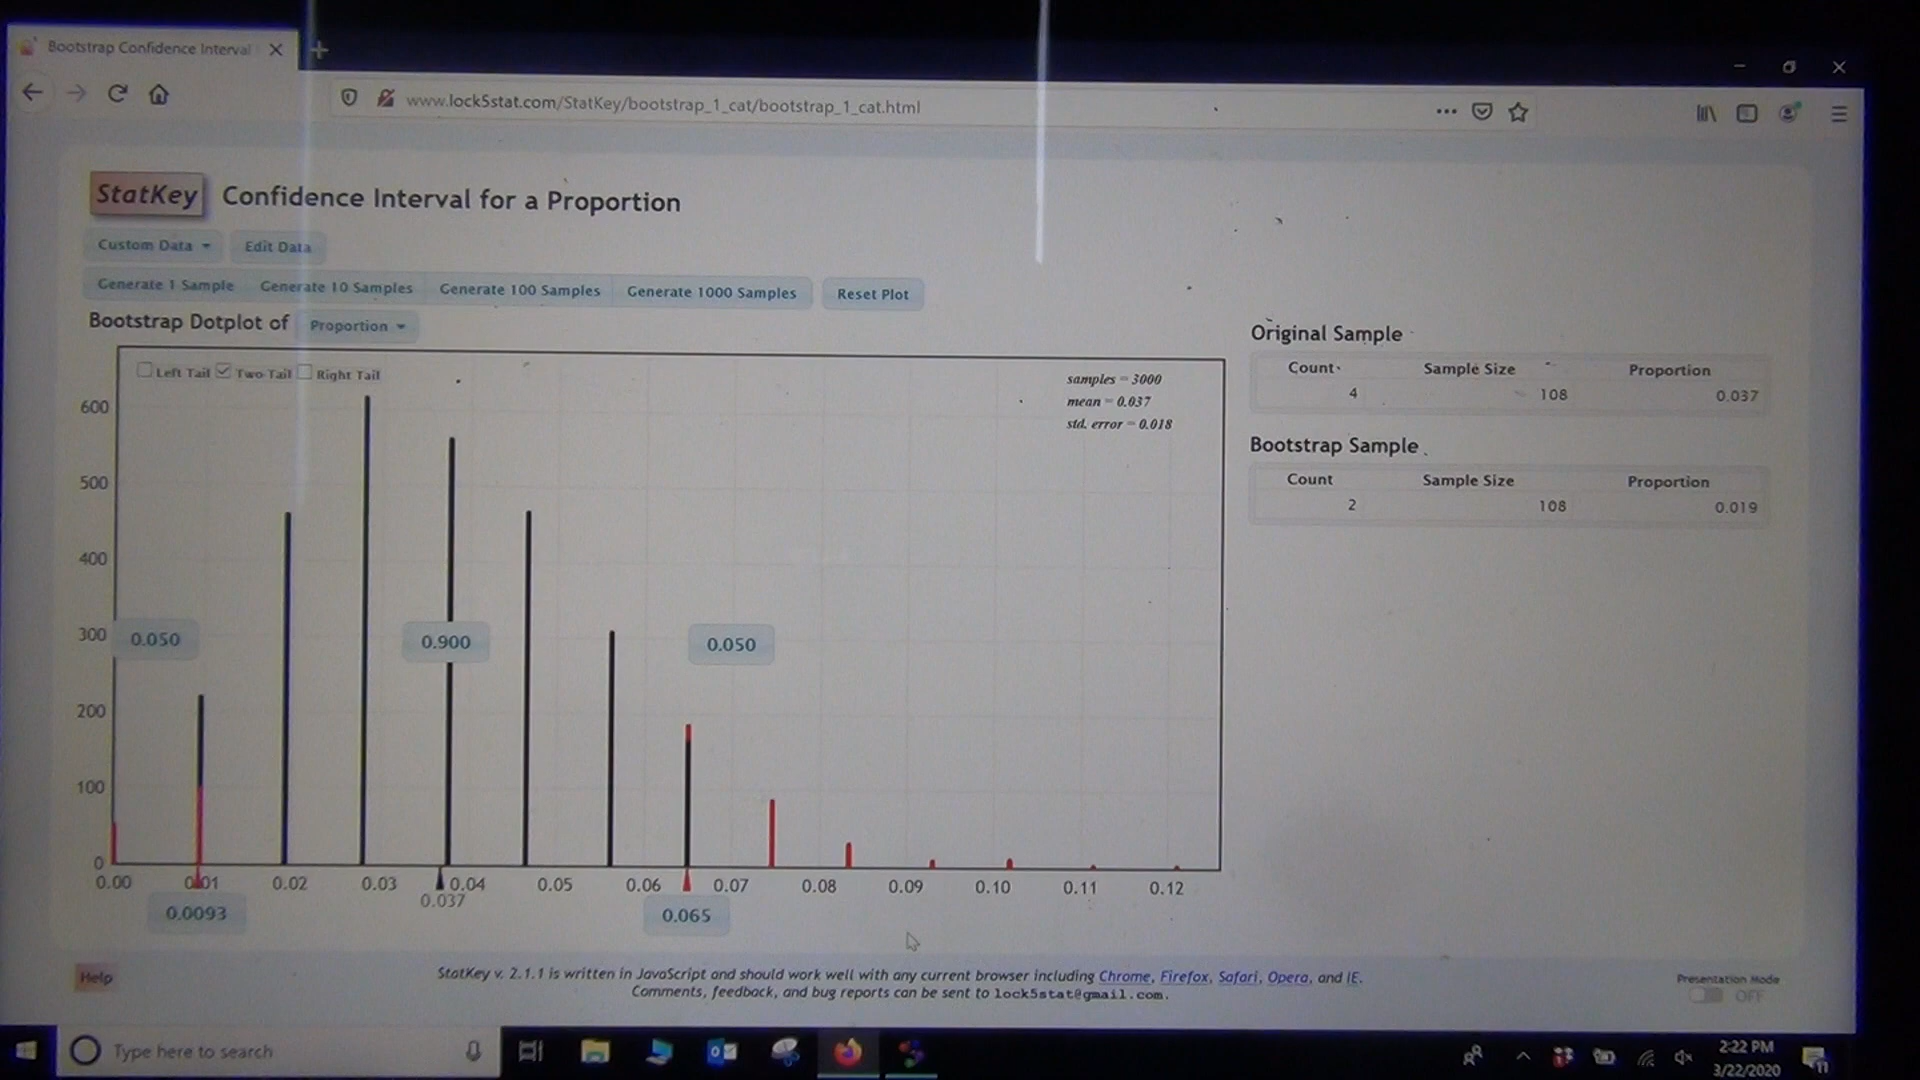 Bootstrap Confidence Interval
www.lock5stat.com/StatKey/bootstrap_1_cat/bootstrap_1_cat.html
StatKey Confidence Interval for a Proportion
Custom Data Edit Data
Generate 1 Sample Generate 10 Samples Generate 100 Samples Generate 1000 Samples Reset Plot
Bootstrap Dotplot of Proportion
Left Tail Two Tail Right Tail
samples = 3000
mean = 0.037
std. error = 0.018
600
500
400
300
200
100
0
0.050 0.900 0.050
0.00 0.01 0.02 0.03 0.04 0.05 0.06 0.07 0.08 0.09 0.10 0.11 0.12
0.037
0.0093 0.065
Original Sample
Count Sample Size Proportion
4 108 0.037
Bootstrap Sample
Count Sample Size Proportion
2 108 0.019
Help
StatKey v. 2.1.1 is written in JavaScript and should work well with any current browser including Chrome, Firefox, Safari, Opera, and IE.
Comments, feedback, and bug reports can be sent to lock5stat@gmail.com.
Presentation Mode
OFF
Type here to search
2:22 PM
3/22/2020